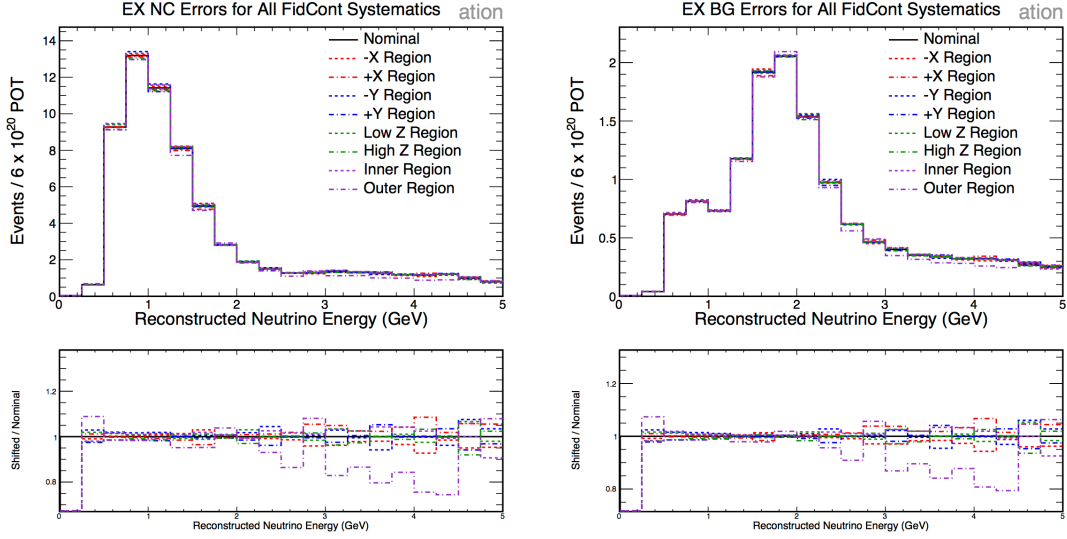 EX NC Errors for All FidCont Systematics
ation
Events / 6 x 10²⁰ POT
14
12
10
8
6
4
2
0
Nominal
-X Region
+X Region
-Y Region
+Y Region
Low Z Region
High Z Region
Inner Region
Outer Region
0 1 2 3 4 5
Reconstructed Neutrino Energy (GeV)
Shifted / Nominal
1.2
1
0.8
0 1 2 3 4 5
Reconstructed Neutrino Energy (GeV)
EX BG Errors for All FidCont Systematics
ation
Events / 6 x 10²⁰ POT
2
1.5
1
0.5
0
Nominal
-X Region
+X Region
-Y Region
+Y Region
Low Z Region
High Z Region
Inner Region
Outer Region
0 1 2 3 4 5
Reconstructed Neutrino Energy (GeV)
Shifted / Nominal
1.2
1
0.8
0 1 2 3 4 5
Reconstructed Neutrino Energy (GeV)